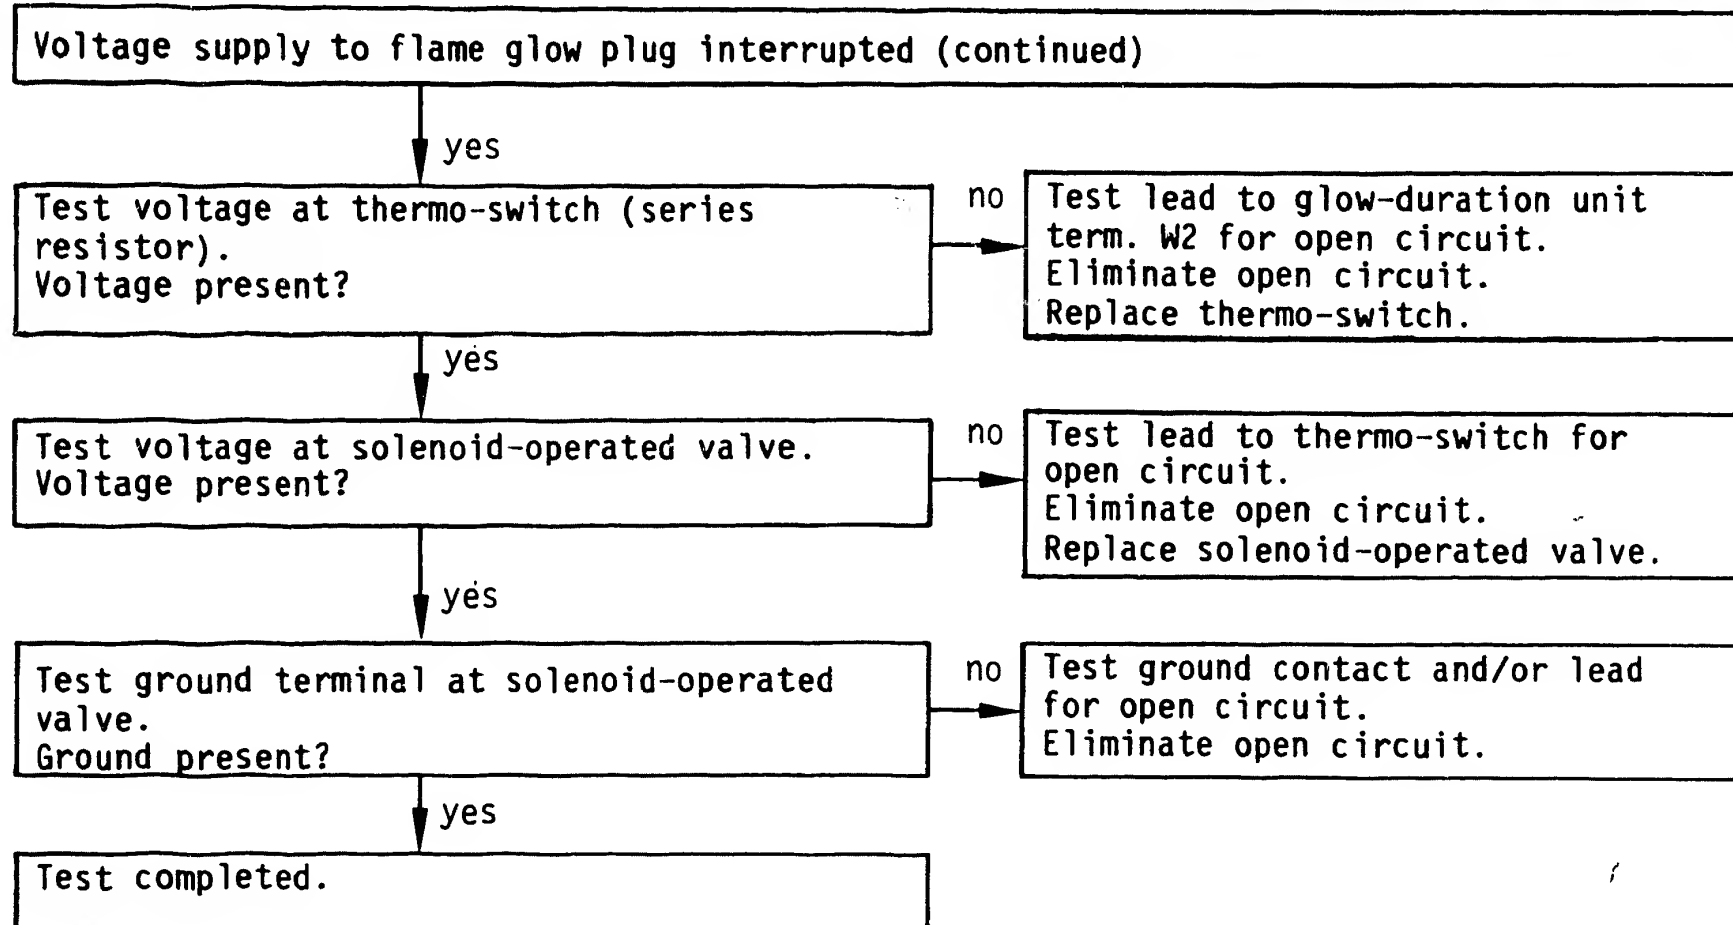 Voltage supply to flame glow plug interrupted (continued)
yes
Test voltage at thermo-switch (series
resistor).
Voltage present?
no
Test lead to glow-duration unit
term. W2 for open circuit.
Eliminate open circuit.
Replace thermo-switch.
yes
Test voltage at solenoid-operated valve.
Voltage present?
no
Test lead to thermo-switch for
open circuit.
Eliminate open circuit.
Replace solenoid-operated valve.
yes
Test ground terminal at solenoid-operated
valve.
Ground present?
no
Test ground contact and/or lead
for open circuit.
Eliminate open circuit.
yes
Test completed.